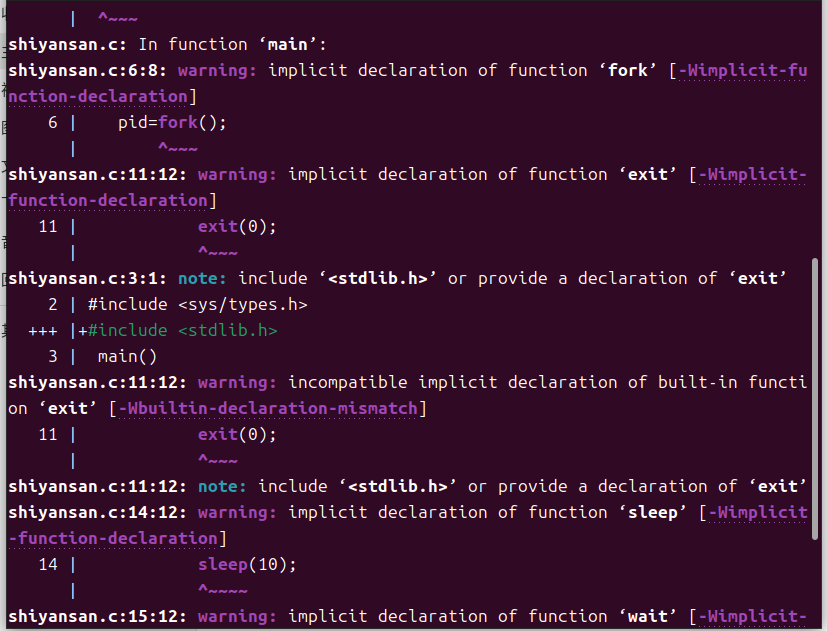 | ^~~~
shiyansan.c: In function ‘main’:
shiyansan.c:6:8: warning: implicit declaration of function ‘fork’ [-Wimplicit-fu
nction-declaration]
6 | pid=fork();
| ^~~~
shiyansan.c:11:12: warning: implicit declaration of function ‘exit’ [-Wimplicit-
function-declaration]
11 | exit(0);
| ^~~~
shiyansan.c:3:1: note: include ‘<stdlib.h>’ or provide a declaration of ‘exit’
2 | #include <sys/types.h>
+++ |+#include <stdlib.h>
3 | main()
shiyansan.c:11:12: warning: incompatible implicit declaration of built-in functi
on ‘exit’ [-Wbuiltin-declaration-mismatch]
11 | exit(0);
| ^~~~
shiyansan.c:11:12: note: include ‘<stdlib.h>’ or provide a declaration of ‘exit’
shiyansan.c:14:12: warning: implicit declaration of function ‘sleep’ [-Wimplicit
-function-declaration]
14 | sleep(10);
| ^~~~~
shiyansan.c:15:12: warning: implicit declaration of function ‘wait’ [-Wimplicit-